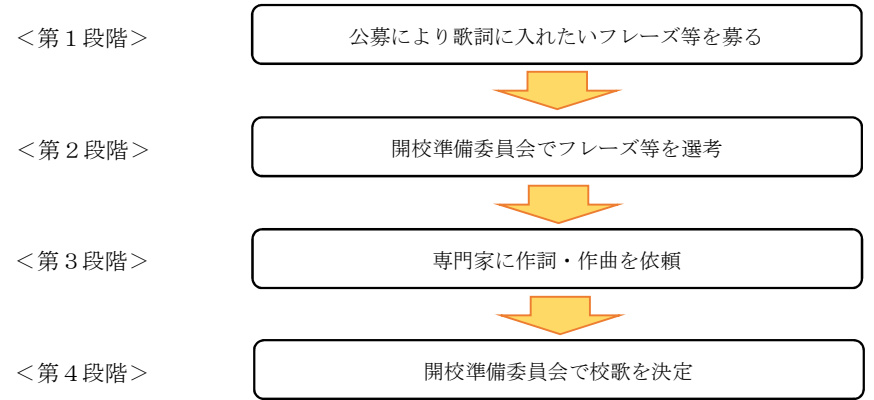 ＜第１段階＞ 公募により歌詞に入れたいフレーズ等を募る
＜第２段階＞ 開校準備委員会でフレーズ等を選考
＜第３段階＞ 専門家に作詞・作曲を依頼
＜第４段階＞ 開校準備委員会で校歌を決定